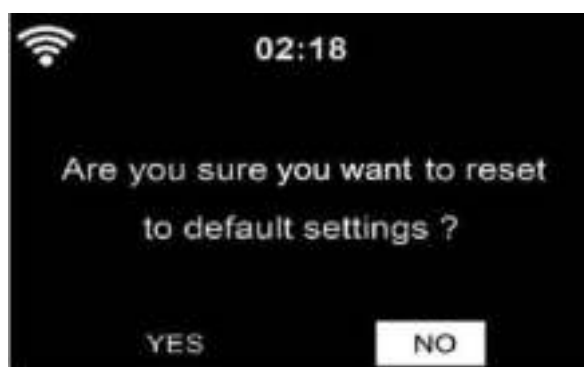 02:18
Are you sure you want to reset
to default settings ?
YES NO